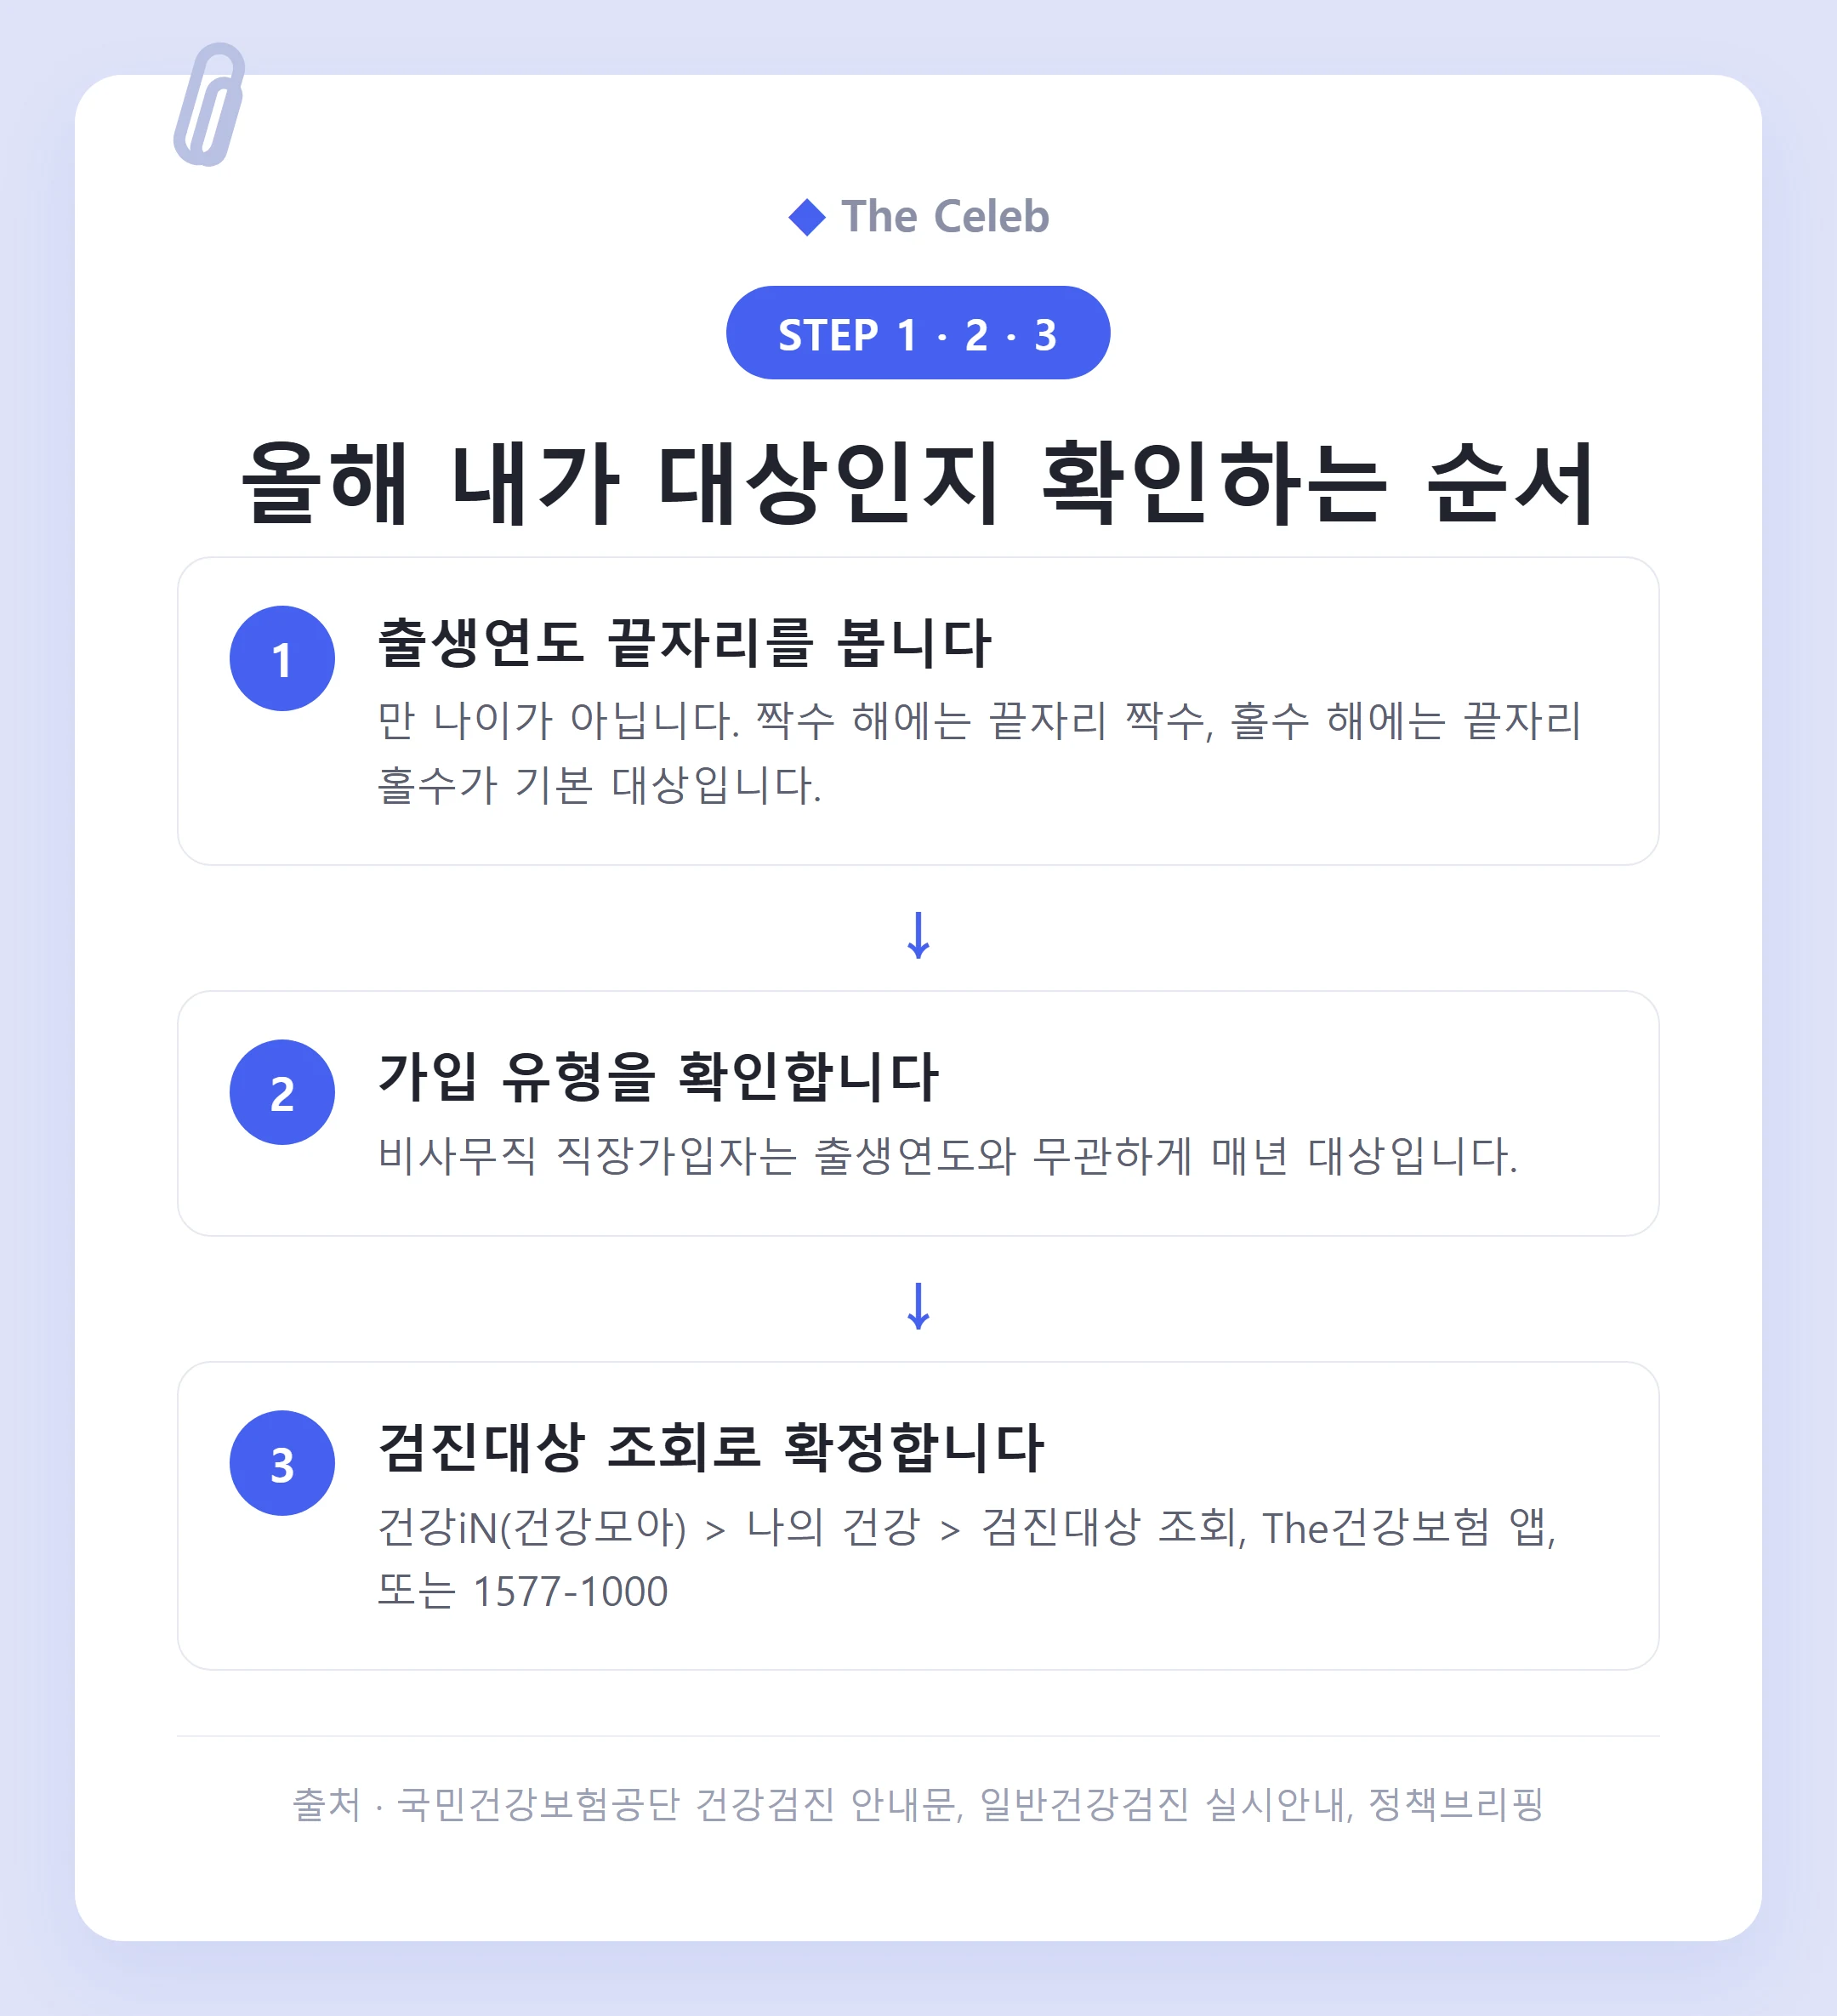 The Celeb
STEP 1 · 2 · 3
올해 내가 대상인지 확인하는 순서
1
출생연도 끝자리를 봅니다
만 나이가 아닙니다. 짝수 해에는 끝자리 짝수, 홀수 해에는 끝자리
홀수가 기본 대상입니다.
↓
2
가입 유형을 확인합니다
비사무직 직장가입자는 출생연도와 무관하게 매년 대상입니다.
↓
3
검진대상 조회로 확정합니다
건강iN(건강모아) > 나의 건강 > 검진대상 조회, The건강보험 앱,
또는 1577-1000
출처 · 국민건강보험공단 건강검진 안내문, 일반건강검진 실시안내, 정책브리핑